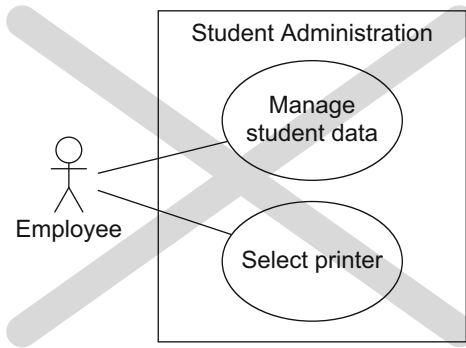 Student Administration
Manage
student data
Employee
Select printer